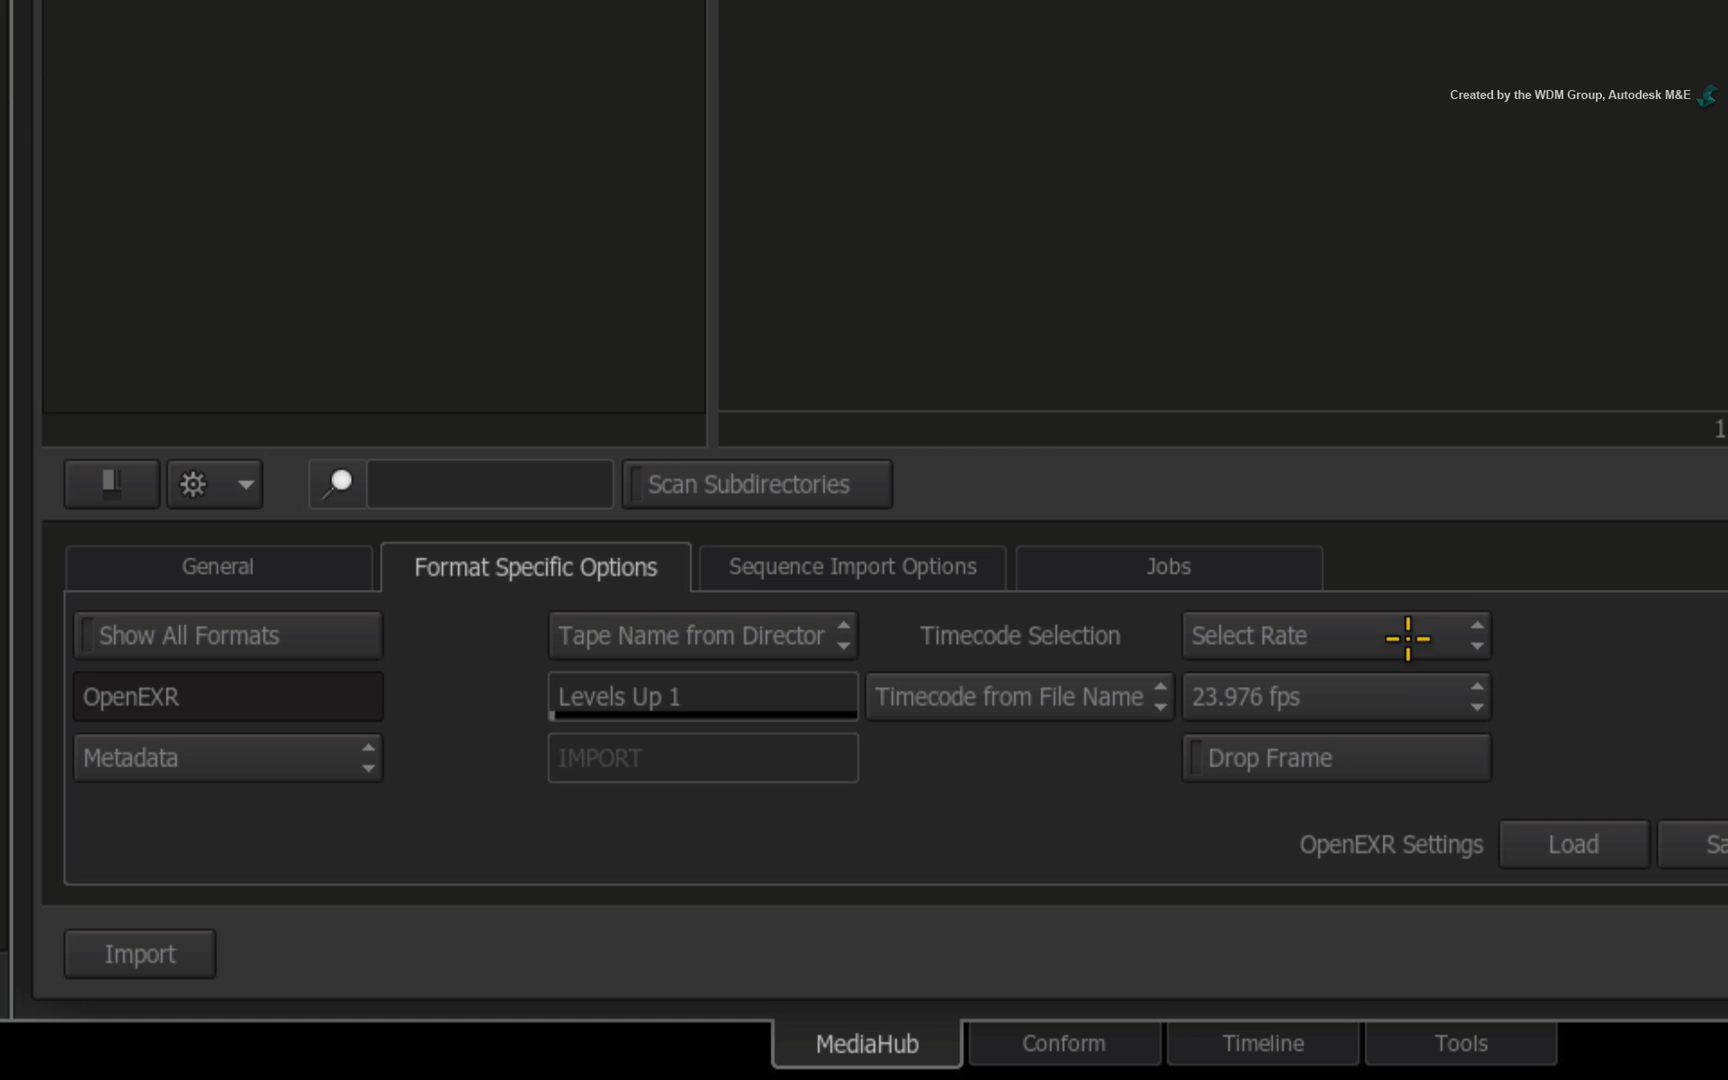 Created by the WDM Group, Autodesk M&E
1
Scan Subdirectories
General Format Specific Options Sequence Import Options Jobs
Show All Formats Tape Name from Director Timecode Selection Select Rate
OpenEXR Levels Up 1 Timecode from File Name 23.976 fps
Metadata IMPORT Drop Frame
OpenEXR Settings Load Sa
Import
MediaHub Conform Timeline Tools